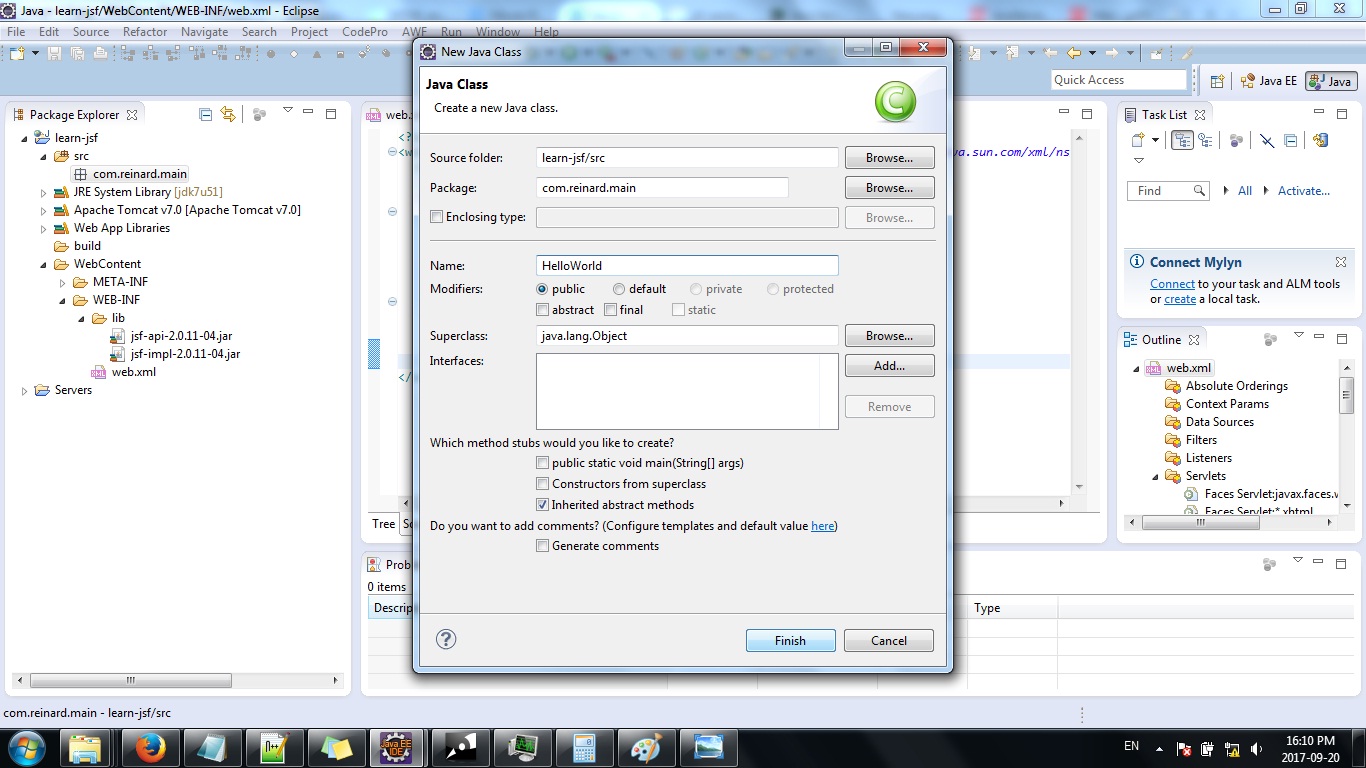 Java - learn-jsf/WebContent/WEB-INF/web.xml - Eclipse
File Edit Source Refactor Navigate Search Project CodePro AWF Run Window Help
Quick Access
Java EE
Java
Package Explorer
learn-jsf
src
com.reinard.main
JRE System Library [jdk7u51]
Apache Tomcat v7.0 [Apache Tomcat v7.0]
Web App Libraries
build
WebContent
META-INF
WEB-INF
lib
jsf-api-2.0.11-04.jar
jsf-impl-2.0.11-04.jar
web.xml
Servers
web.
<?
<w
va.sun.com/xml/ns
</
Tree
New Java Class
Java Class
Create a new Java class.
C
Source folder: learn-jsf/src Browse...
Package: com.reinard.main Browse...
Enclosing type: Browse...
Name: HelloWorld
Modifiers: public default private protected
abstract final static
Superclass: java.lang.Object Browse...
Interfaces: Add...
Remove
Which method stubs would you like to create?
public static void main(String[] args)
Constructors from superclass
Inherited abstract methods
Do you want to add comments? (Configure templates and default value here)
Generate comments
? Finish Cancel
Task List
Find All Activate...
Connect Mylyn
Connect to your task and ALM tools
or create a local task.
Outline
web.xml
Absolute Orderings
Context Params
Data Sources
Filters
Listeners
Servlets
Faces Servlet:javax.faces.w
Faces Servlet:*.xhtml
Prob
0 items
Descrip
Type
com.reinard.main - learn-jsf/src
Java EE
IDE
EN
16:10 PM
2017-09-20